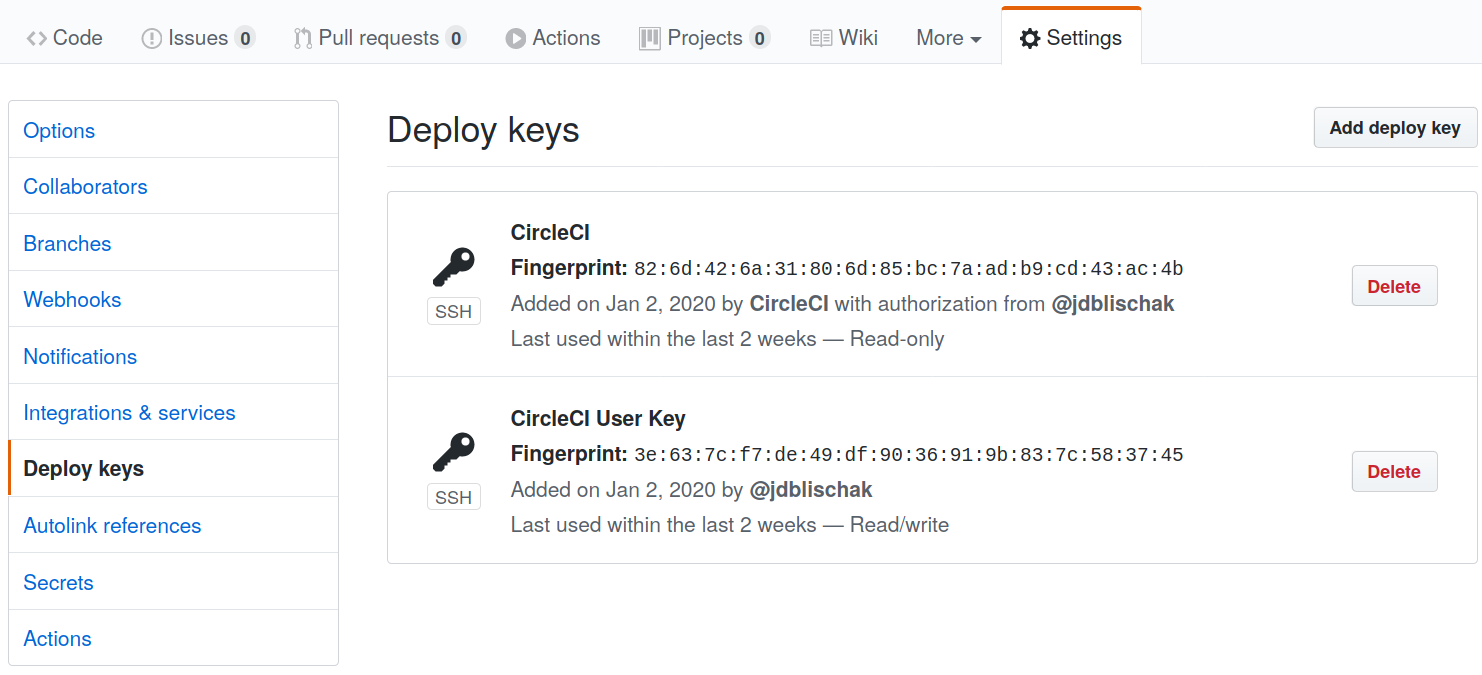 Code Issues 0 Pull requests 0 Actions Projects 0 Wiki More Settings
Options
Collaborators
Branches
Webhooks
Notifications
Integrations & services
Deploy keys
Autolink references
Secrets
Actions
Deploy keys
Add deploy key
CircleCI
Fingerprint: 82:6d:42:6a:31:80:6d:85:bc:7a:ad:b9:cd:43:ac:4b
Added on Jan 2, 2020 by CircleCI with authorization from @jdblischak
Last used within the last 2 weeks — Read-only
SSH
Delete
CircleCI User Key
Fingerprint: 3e:63:7c:f7:de:49:df:90:36:91:9b:83:7c:58:37:45
Added on Jan 2, 2020 by @jdblischak
Last used within the last 2 weeks — Read/write
SSH
Delete